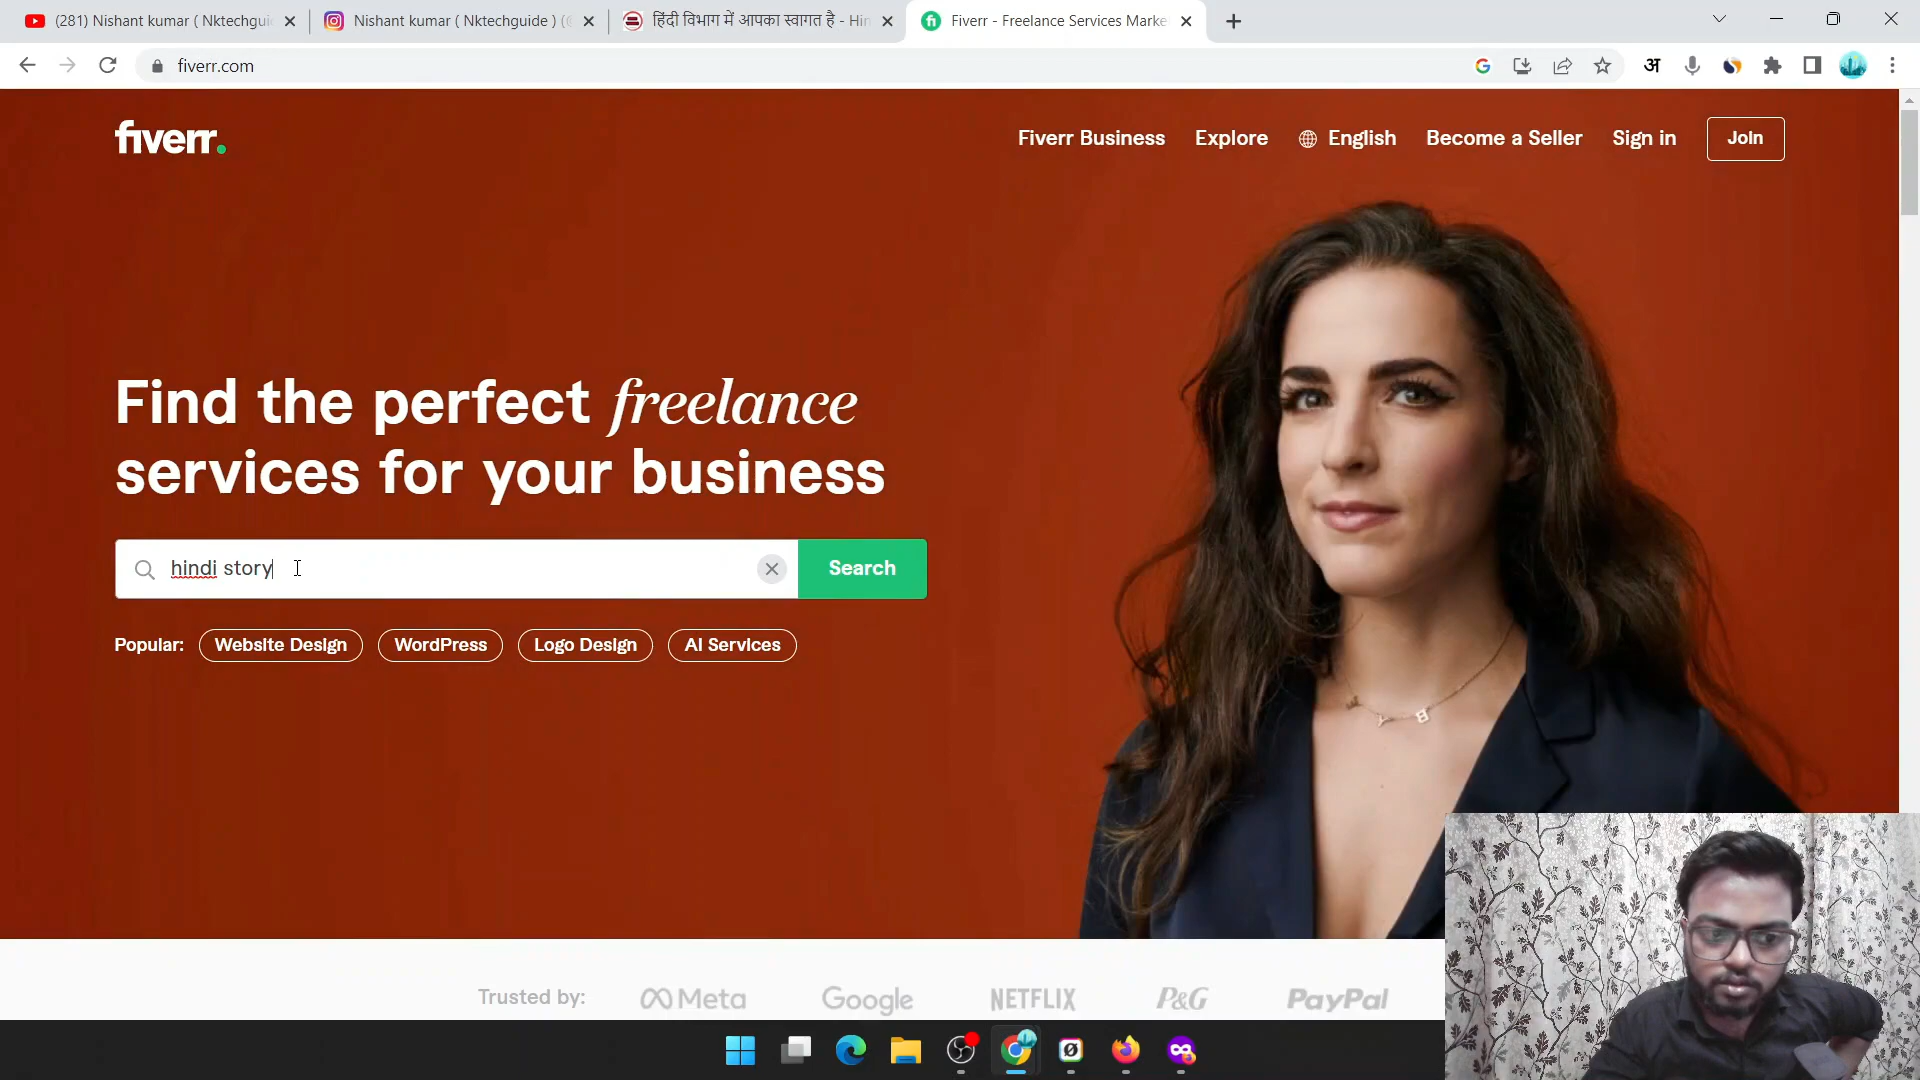 (281) Nishant kumar ( Nktechgui
Nishant kumar ( Nktechguide ) (
हिंदी विभाग में आपका स्वागत है - Hin
Fiverr - Freelance Services Marke
fiverr.com
अ
fiverr.
Fiverr Business
Explore
English
Become a Seller
Sign in
Join
Find the perfect freelance
services for your business
hindi story
Search
Popular:
Website Design
WordPress
Logo Design
AI Services
Trusted by:
Meta
Google
NETFLIX
P&G
PayPal